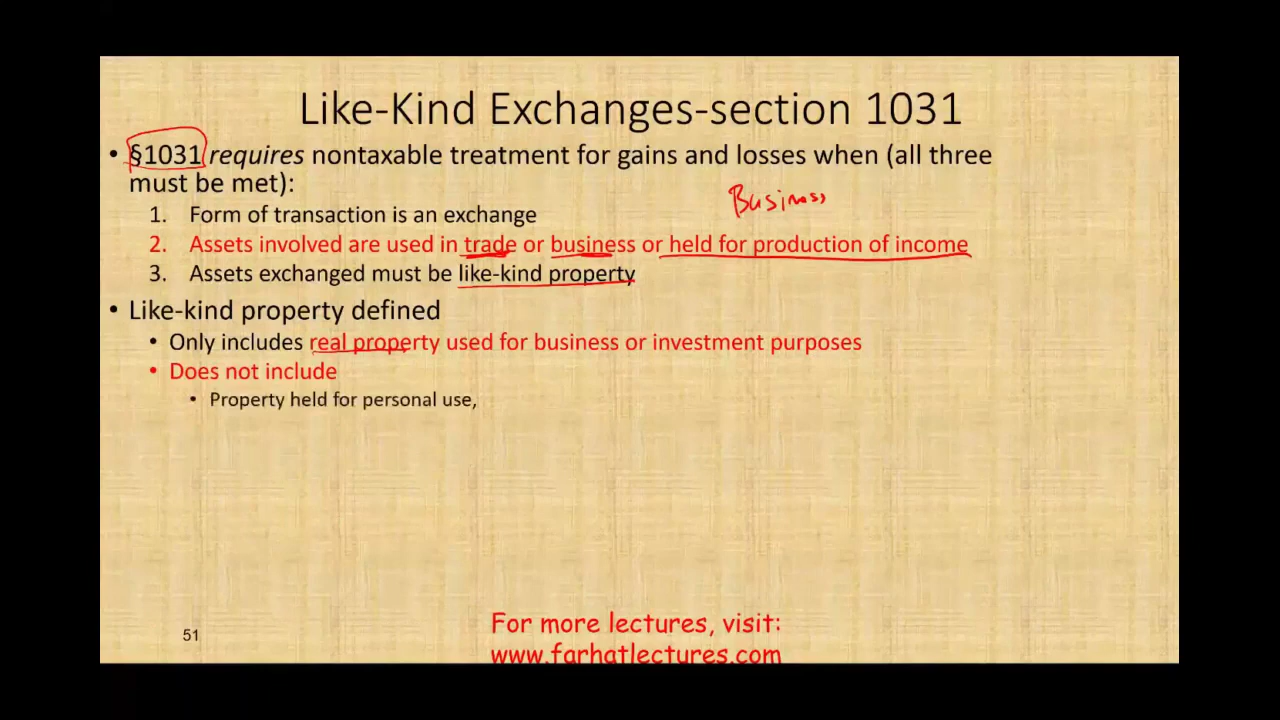 Like-Kind Exchanges-section 1031
• §1031 requires nontaxable treatment for gains and losses when (all three
must be met):
Business
1. Form of transaction is an exchange
2. Assets involved are used in trade or business or held for production of income
3. Assets exchanged must be like-kind property
• Like-kind property defined
• Only includes real property used for business or investment purposes
• Does not include
• Property held for personal use,
For more lectures, visit:
51
www.farhatlectures.com